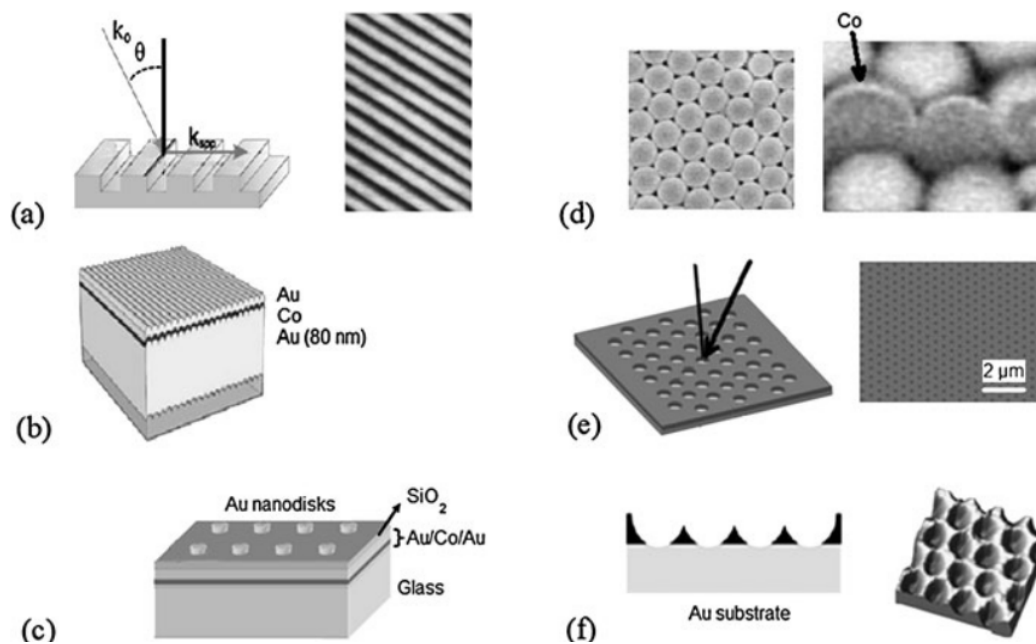 (a)
k₀
θ
kspp
(b)
Au
Co
Au (80 nm)
(c)
Au nanodisks
SiO₂
Au/Co/Au
Glass
(d)
Co
(e)
2 μm
(f)
Au substrate